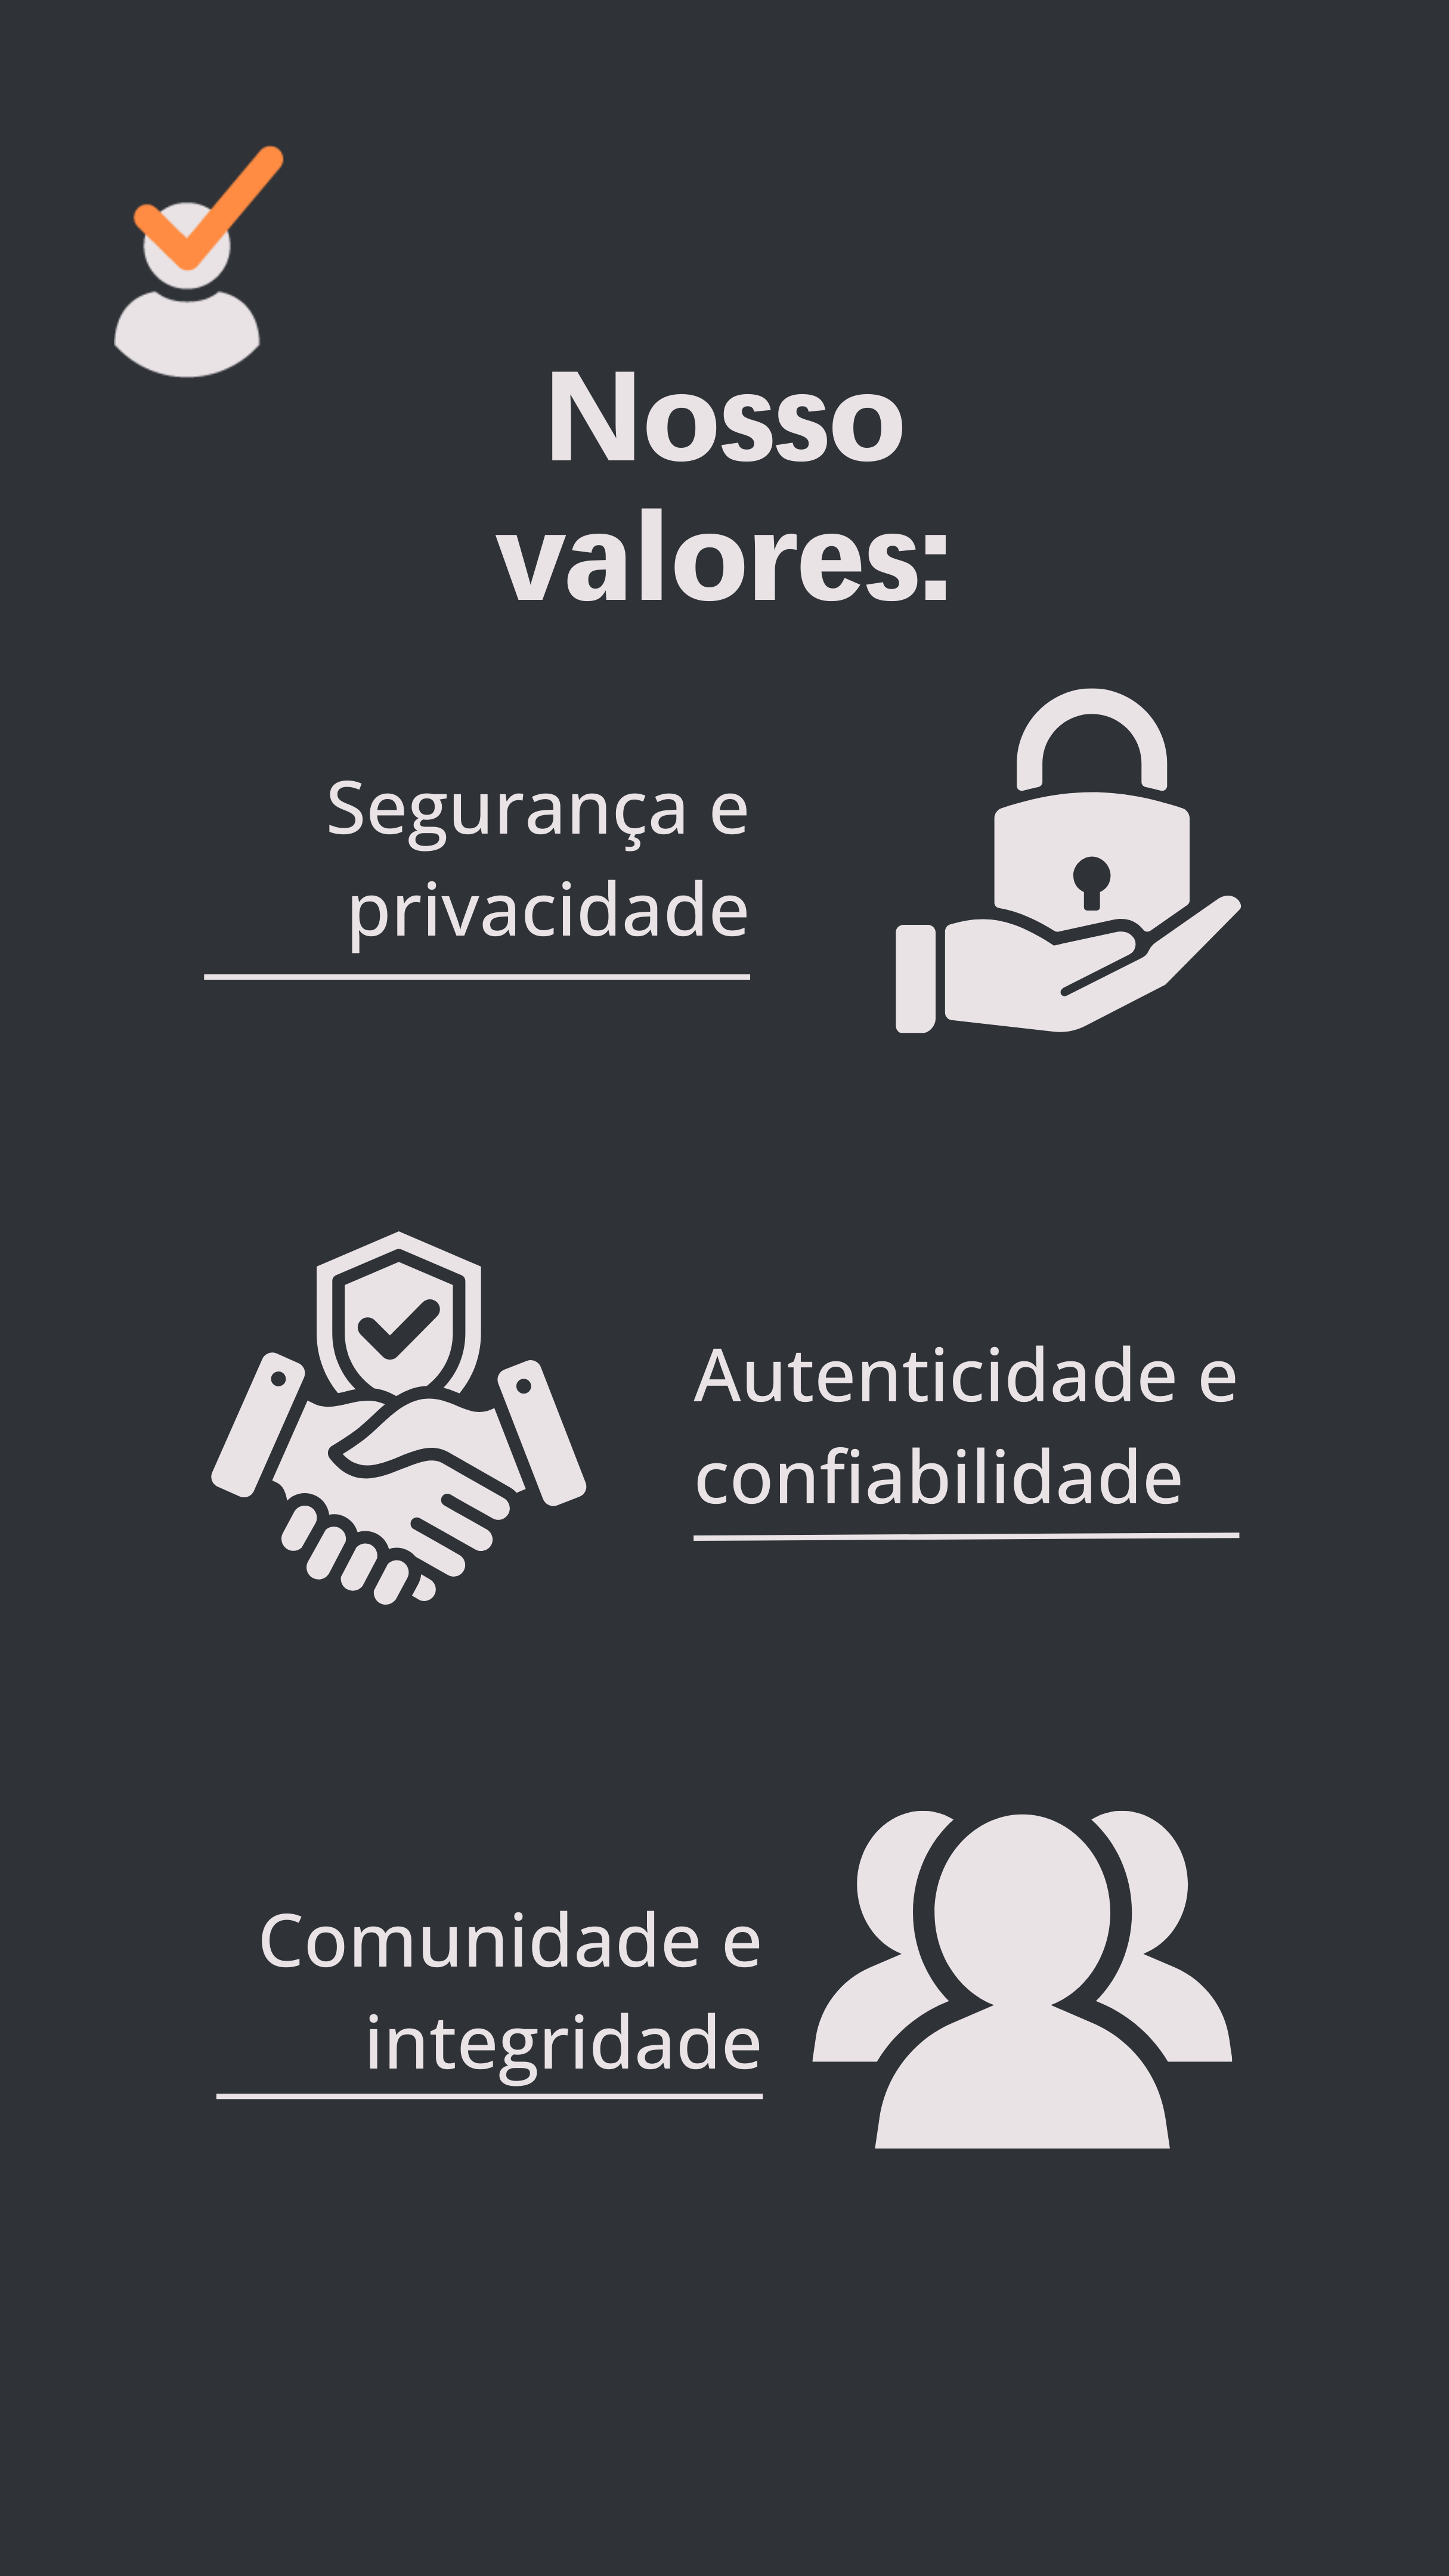 Nosso
valores:
Segurança e
privacidade
Autenticidade e
confiabilidade
Comunidade e
integridade